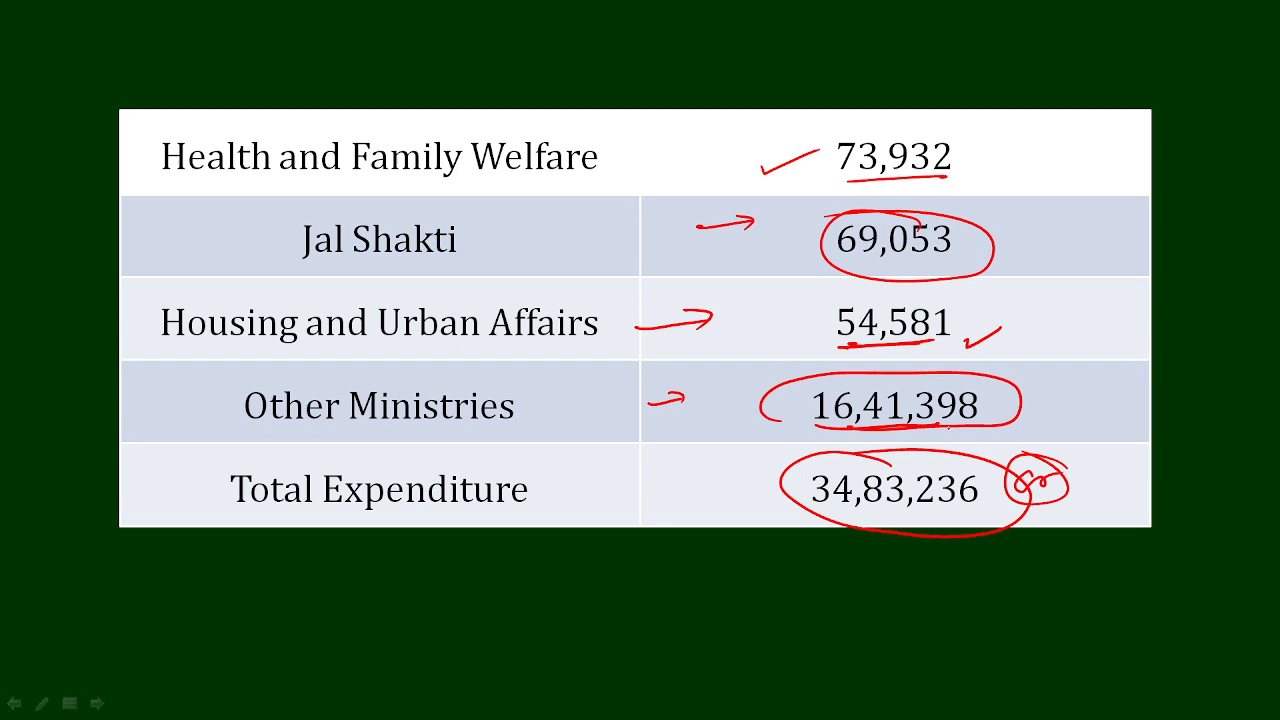 Health and Family Welfare 73,932
Jal Shakti 69,053
Housing and Urban Affairs 54,581
Other Ministries 16,41,398
Total Expenditure 34,83,236